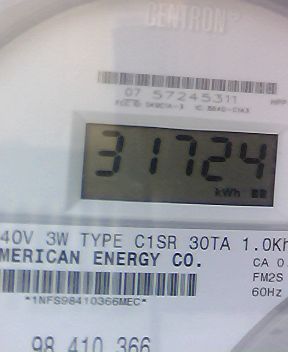 CENTRON®
07 57245311
31724
kWh
40V 3W TYPE C1SR 30TA 1.0Kh
MERICAN ENERGY CO.
CA 0.
FM2S
60Hz
*1NFS98410366MEC*
98 410 366